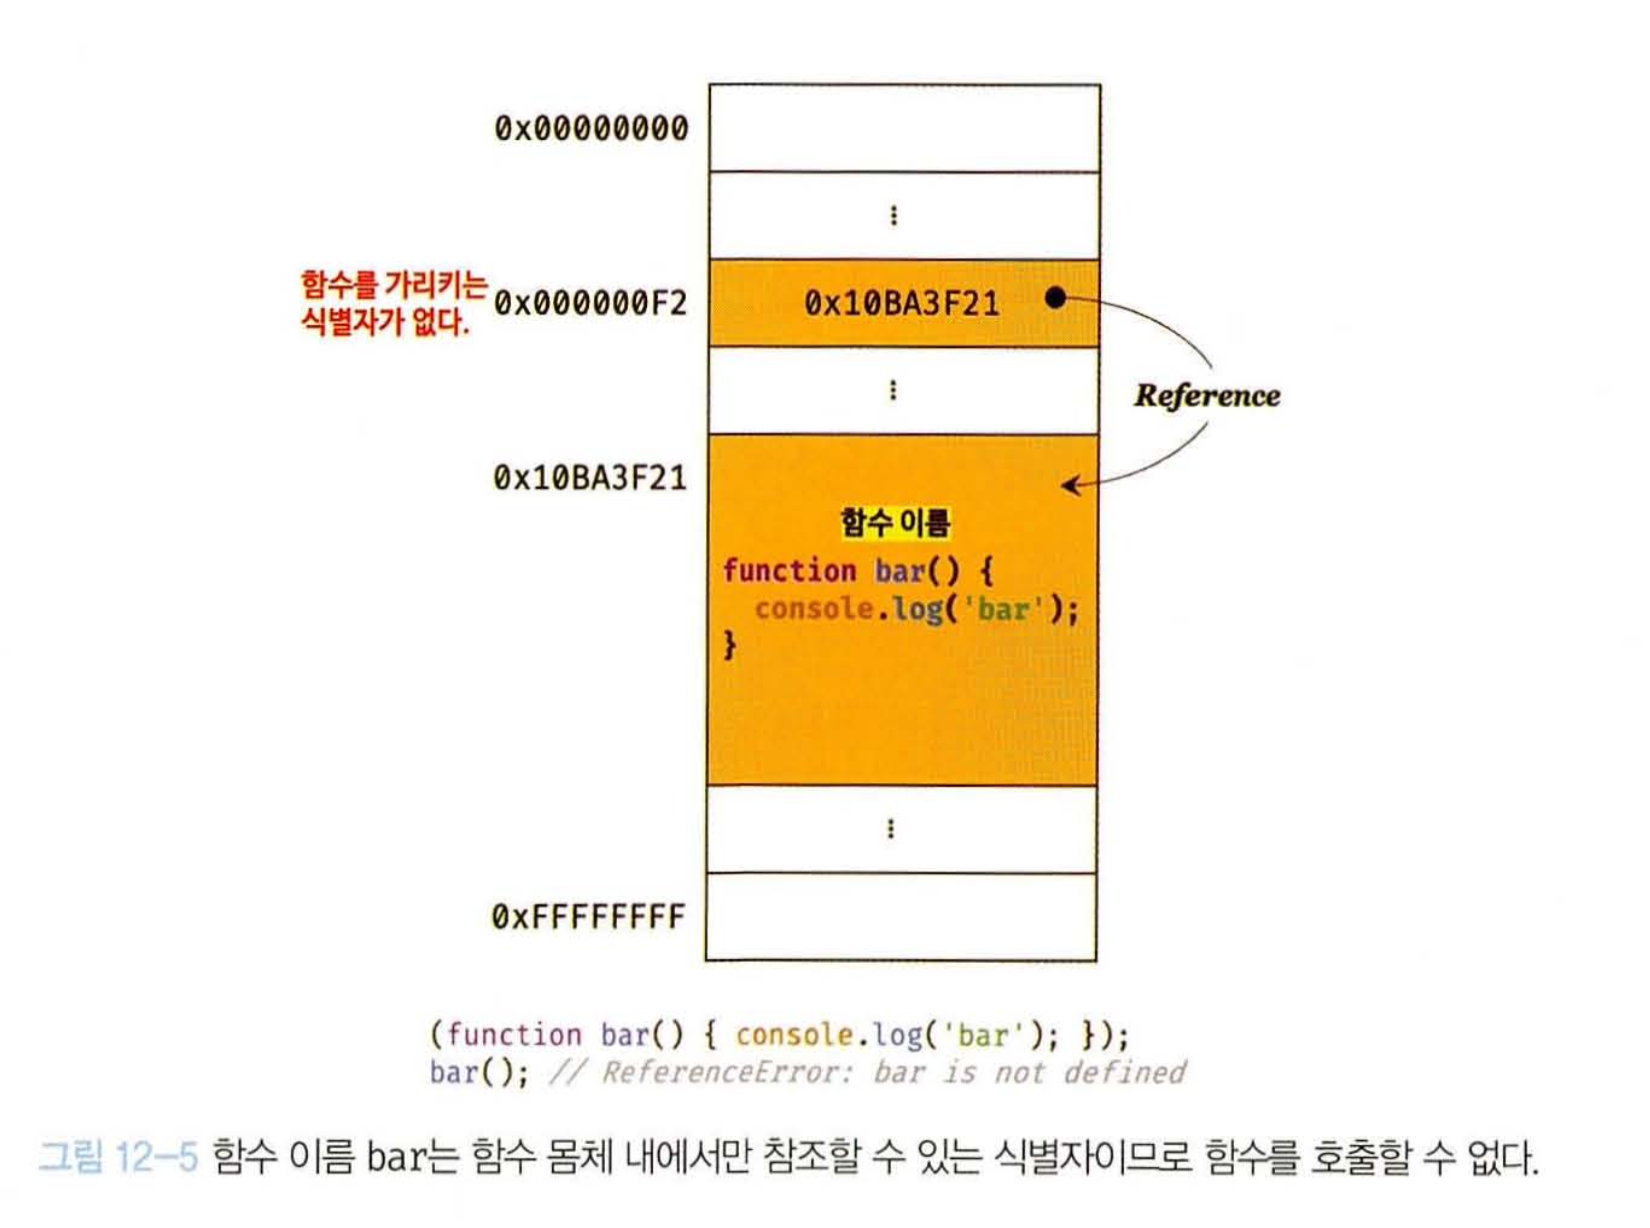 0x00000000
⋮
함수를 가리키는
식별자가 없다.
0x000000F2
0x10BA3F21
⋮
Reference
0x10BA3F21
함수 이름
function bar() {
  console.log('bar');
}
⋮
0xFFFFFFFF
(function bar() { console.log('bar'); });
bar(); // ReferenceError: bar is not defined
그림 12-5 함수 이름 bar는 함수 몸체 내에서만 참조할 수 있는 식별자이므로 함수를 호출할 수 없다.